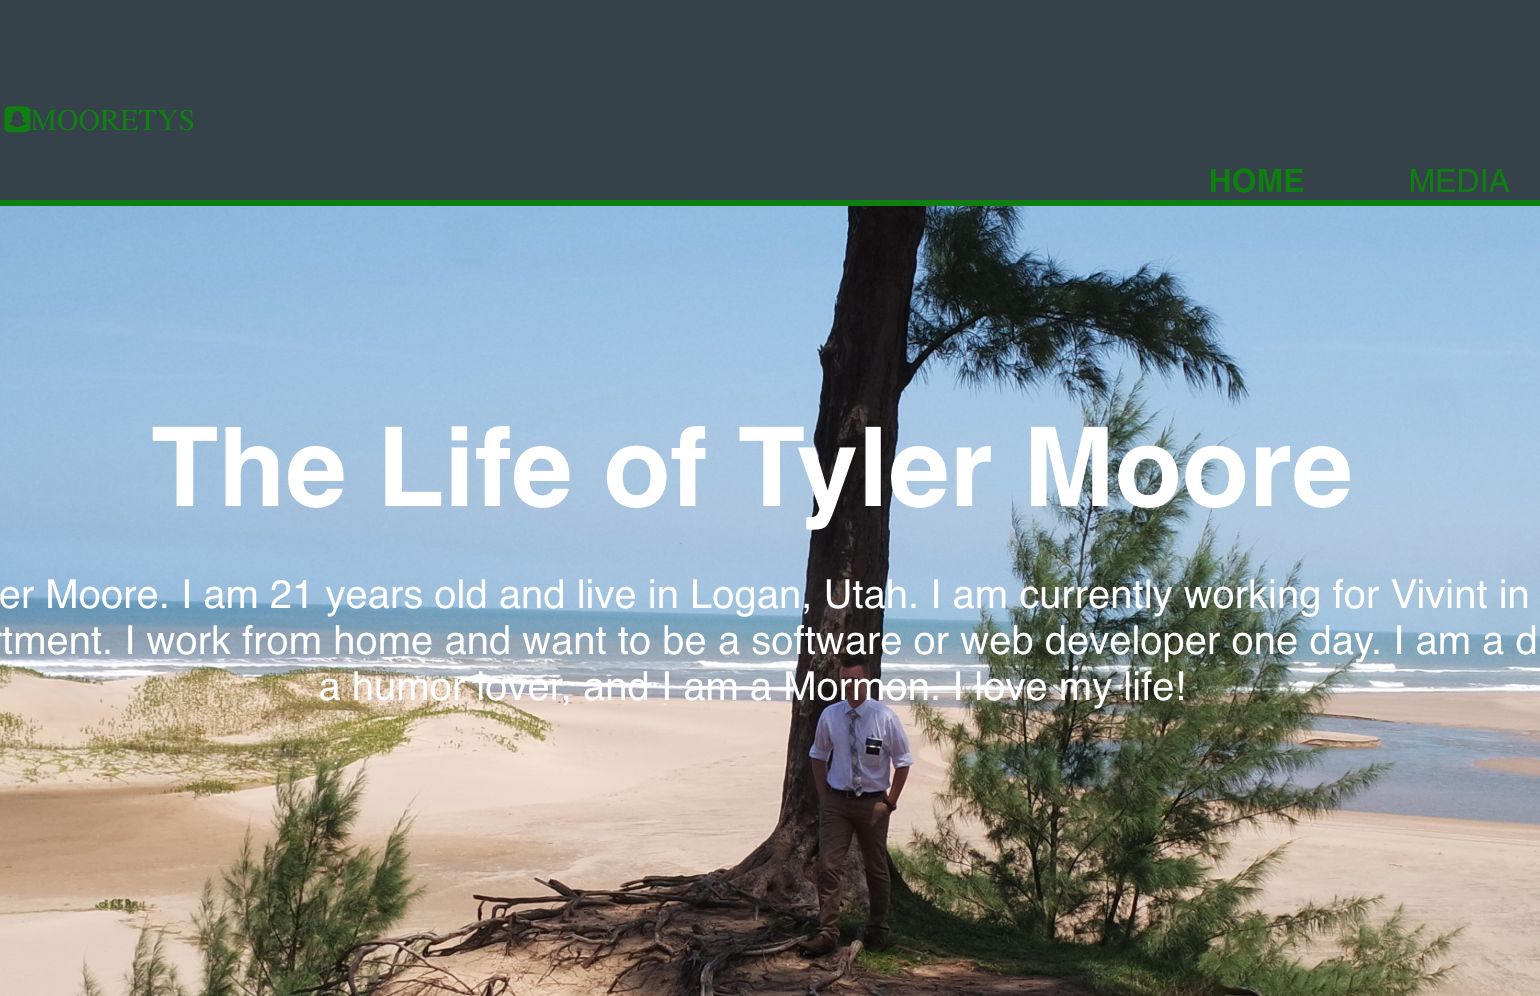 MOORETYS
HOME MEDIA
The Life of Tyler Moore
er Moore. I am 21 years old and live in Logan, Utah. I am currently working for Vivint in
rtment. I work from home and want to be a software or web developer one day. I am a d
a humor lover, and I am a Mormon. I love my life!